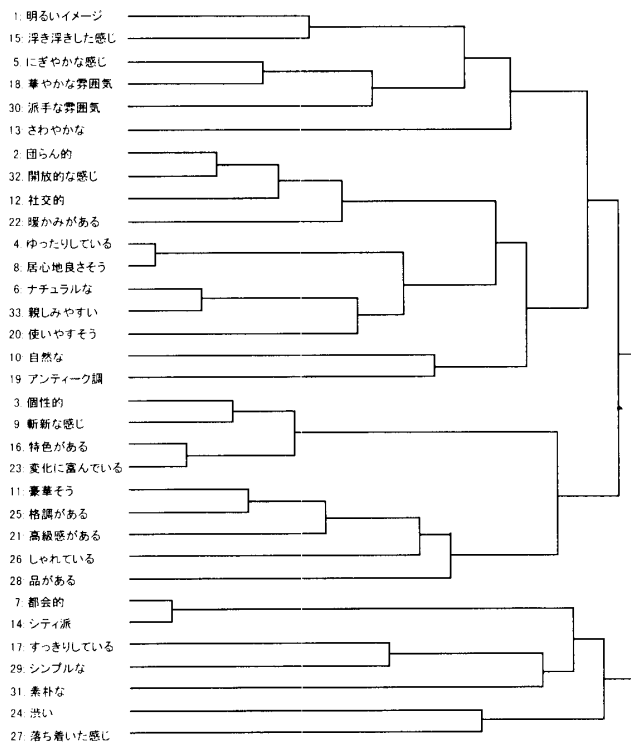 1: 明るいイメージ
15: 浮き浮きした感じ
5: にぎやかな感じ
18: 華やかな雰囲気
30: 派手な雰囲気
13: さわやかな
2: 団らん的
32: 開放的な感じ
12: 社交的
22: 暖かみがある
4: ゆったりしている
8: 居心地良さそう
6: ナチュラルな
33: 親しみやすい
20: 使いやすそう
10: 自然な
19 アンティーク調
3. 個性的
9 斬新な感じ
16. 特色がある
23: 変化に富んでいる
11: 豪華そう
25: 格調がある
21: 高級感がある
26 しゃれている
28: 品がある
7: 都会的
14: シティ派
17: すっきりしている
29: シンプルな
31. 素朴な
24: 渋い
27: 落ち着いた感じ